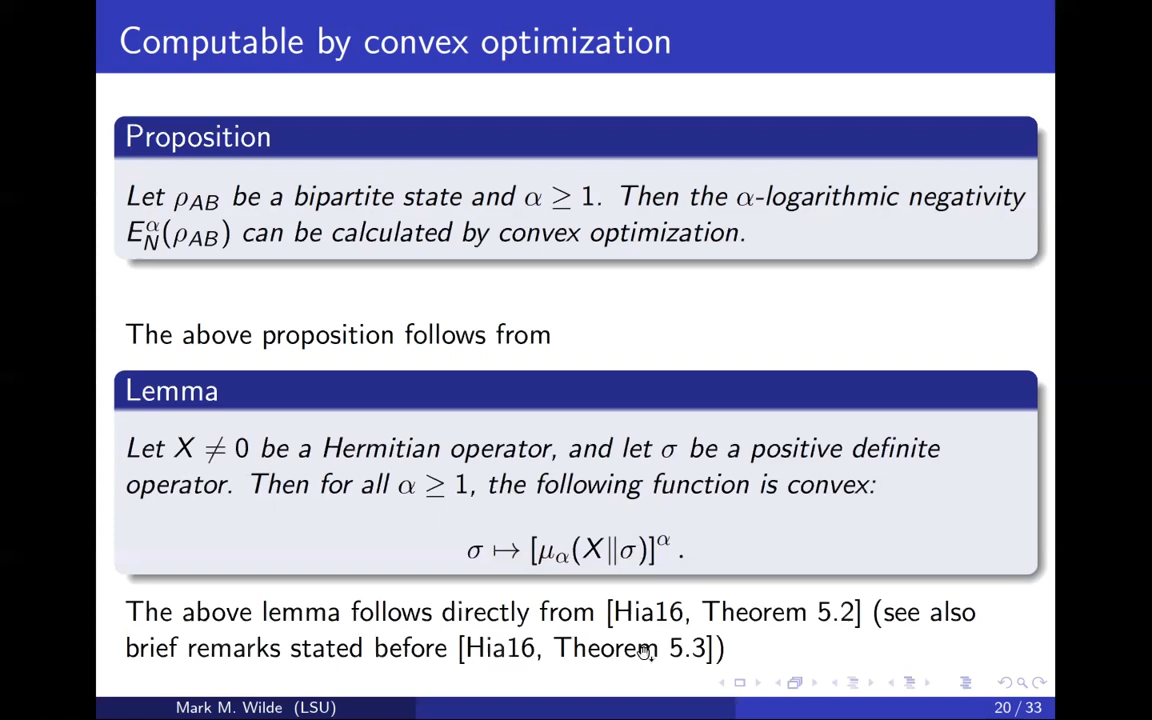 Computable by convex optimization
Proposition
Let ρ_AB be a bipartite state and α ≥ 1. Then the α-logarithmic negativity
E_N^α(ρ_AB) can be calculated by convex optimization.
The above proposition follows from
Lemma
Let X ≠ 0 be a Hermitian operator, and let σ be a positive definite
operator. Then for all α ≥ 1, the following function is convex:
σ ↦ [μ_α(X‖σ)]^α .
The above lemma follows directly from [Hia16, Theorem 5.2] (see also
brief remarks stated before [Hia16, Theorem 5.3])
Mark M. Wilde (LSU)
20 / 33